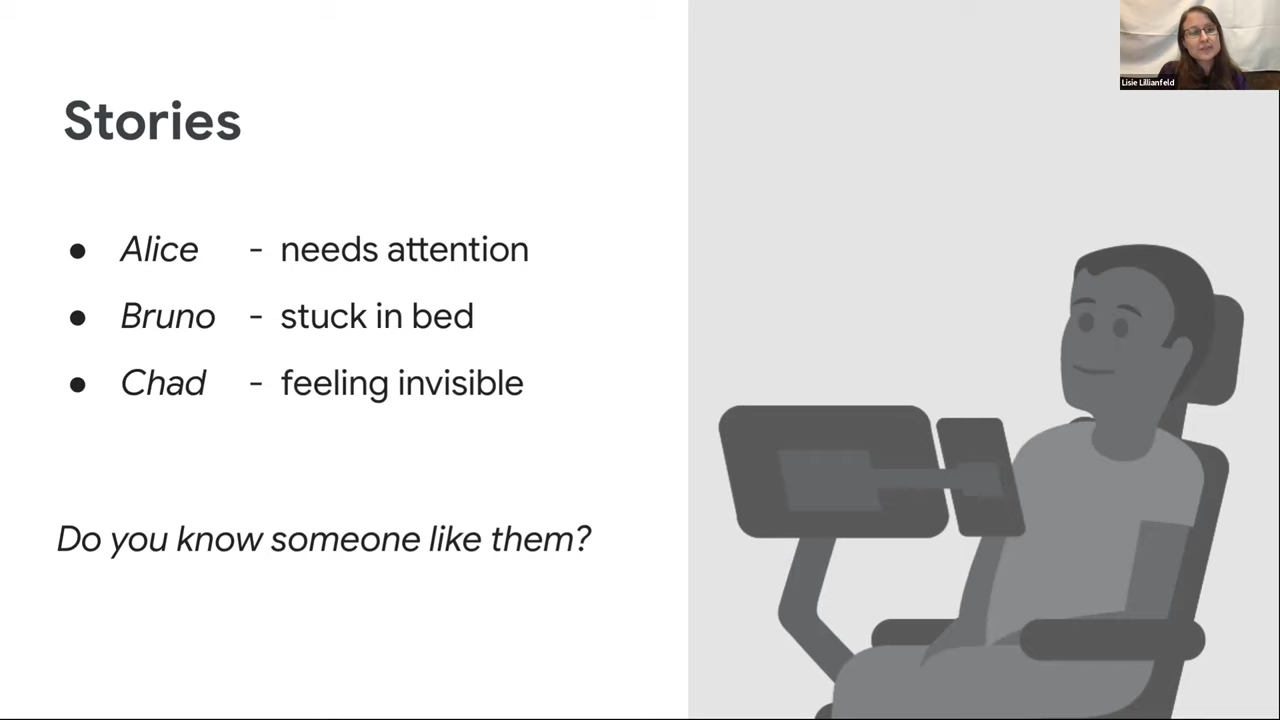 Stories
● Alice - needs attention
● Bruno - stuck in bed
● Chad - feeling invisible
Do you know someone like them?
Lisie Lillianfeld